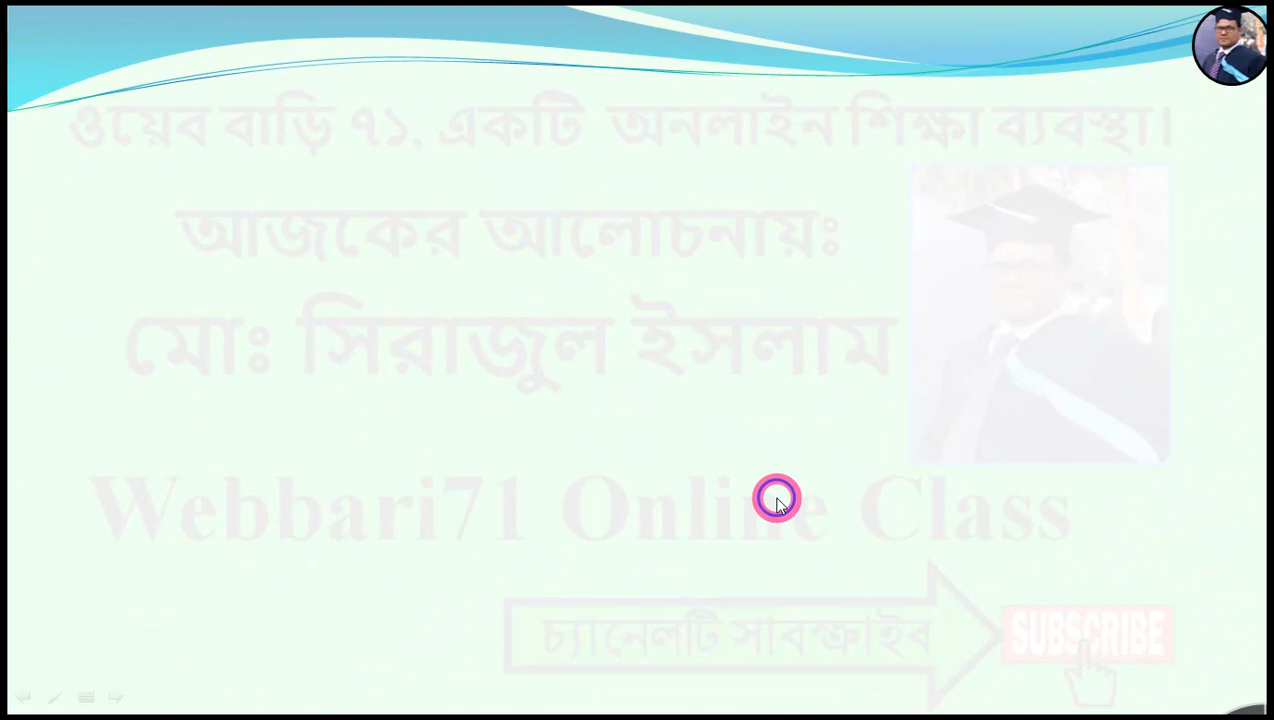 ওয়েব বাড়ি ৭১, একটি অনলাইন শিক্ষা ব্যবস্থা।
আজকের আলোচনায়ঃ
মোঃ সিরাজুল ইসলাম
Webbari71 Online Class
চ্যানেলটি সাবস্ক্রাইব
SUBSCRIBE